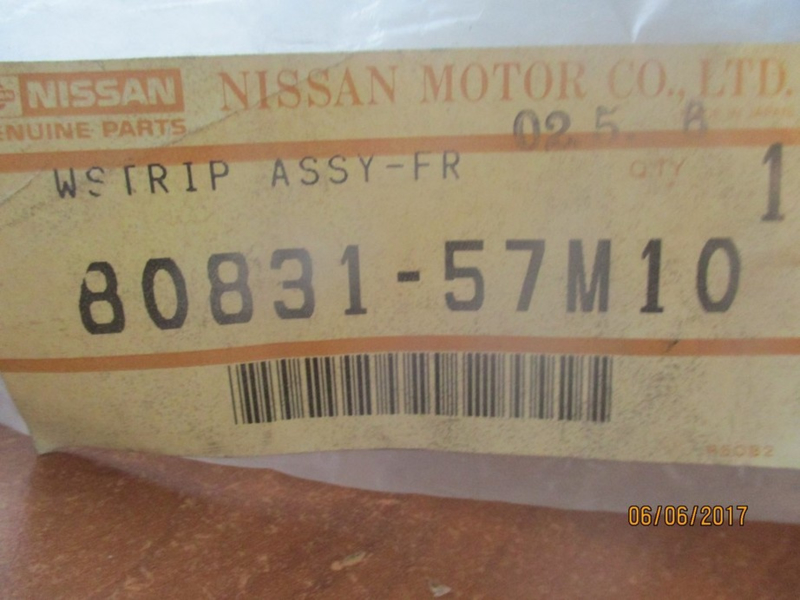 NISSAN
NISSAN MOTOR CO., LTD.
GENUINE PARTS
02.5. 8
WSTRIP ASSY-FR
QTY
1
80831-57M10
06/06/2017